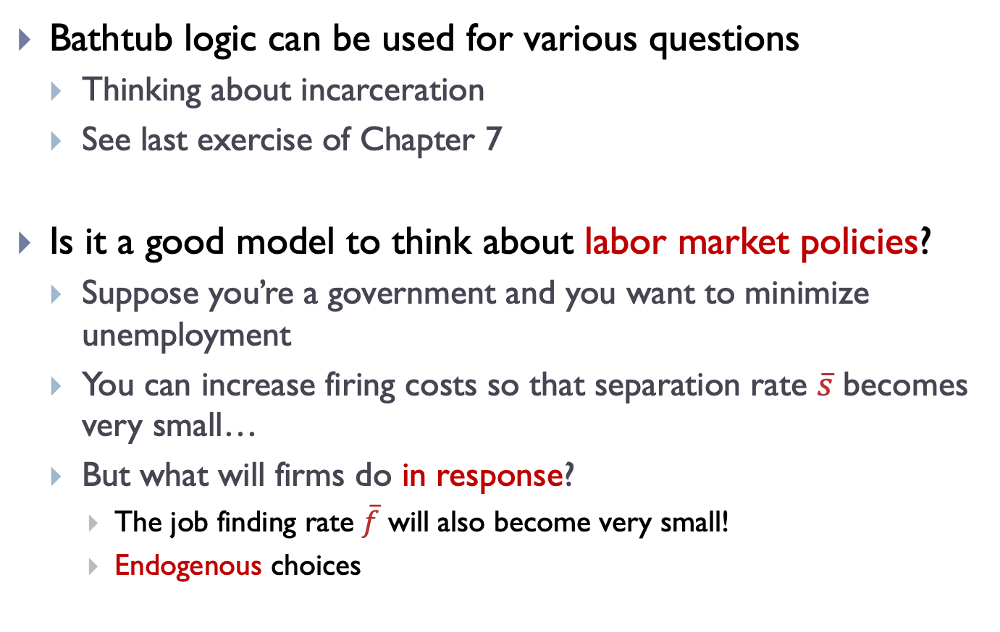 Bathtub logic can be used for various questions
Thinking about incarceration
See last exercise of Chapter 7
Is it a good model to think about labor market policies?
Suppose you’re a government and you want to minimize
unemployment
You can increase firing costs so that separation rate s̄ becomes
very small…
But what will firms do in response?
The job finding rate f̄ will also become very small!
Endogenous choices